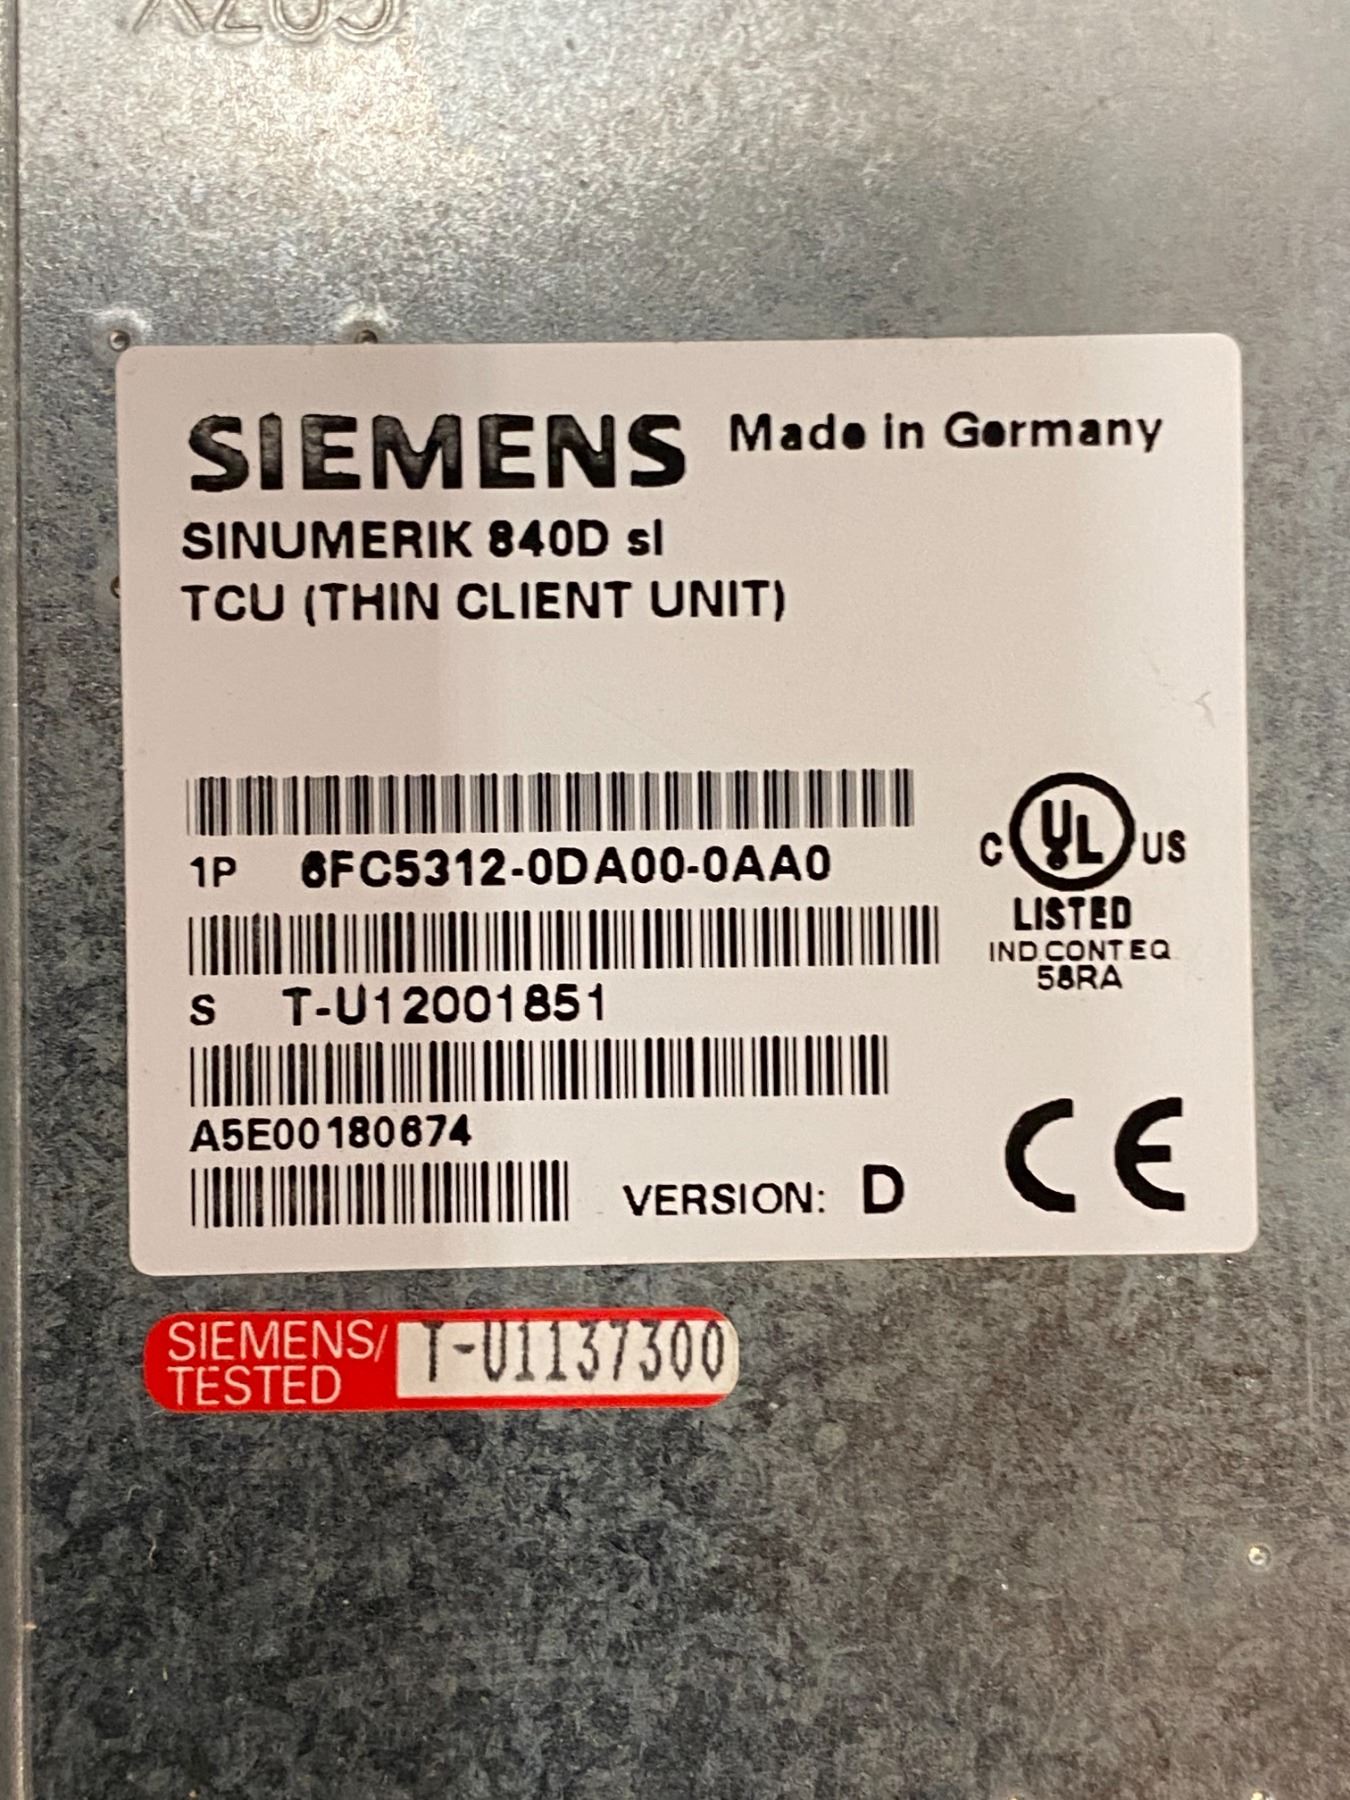 X205
SIEMENS Made in Germany
SINUMERIK 840D sl
TCU (THIN CLIENT UNIT)
1P 6FC5312-0DA00-0AA0
C UL US
LISTED
IND.CONT EQ
58RA
S T-U12001851
A5E00180674
VERSION: D
CE
SIEMENS/
TESTED
T-U1137300